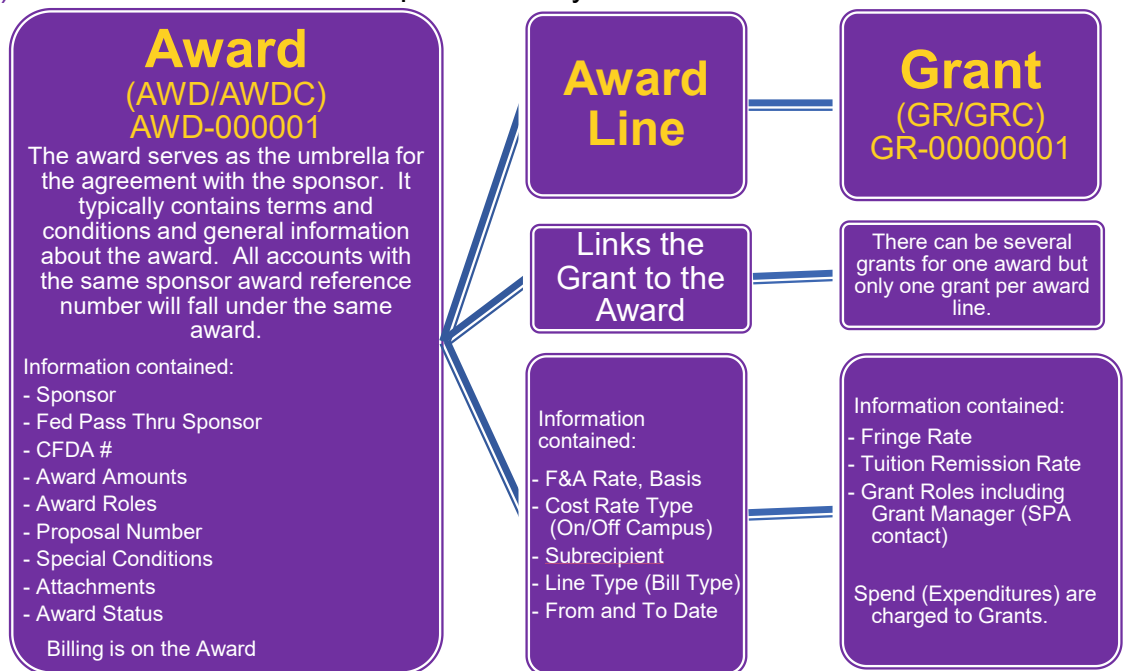 Award
(AWD/AWDC)
AWD-000001
The award serves as the umbrella for
the agreement with the sponsor. It
typically contains terms and
conditions and general information
about the award. All accounts with
the same sponsor award reference
number will fall under the same
award.
Information contained:
- Sponsor
- Fed Pass Thru Sponsor
- CFDA #
- Award Amounts
- Award Roles
- Proposal Number
- Special Conditions
- Attachments
- Award Status
Billing is on the Award
Award
Line
Links the
Grant to the
Award
Information
contained:
- F&A Rate, Basis
- Cost Rate Type
(On/Off Campus)
- Subrecipient
- Line Type (Bill Type)
- From and To Date
Grant
(GR/GRC)
GR-00000001
There can be several
grants for one award but
only one grant per award
line.
Information contained:
- Fringe Rate
- Tuition Remission Rate
- Grant Roles including
Grant Manager (SPA
contact)
Spend (Expenditures) are
charged to Grants.